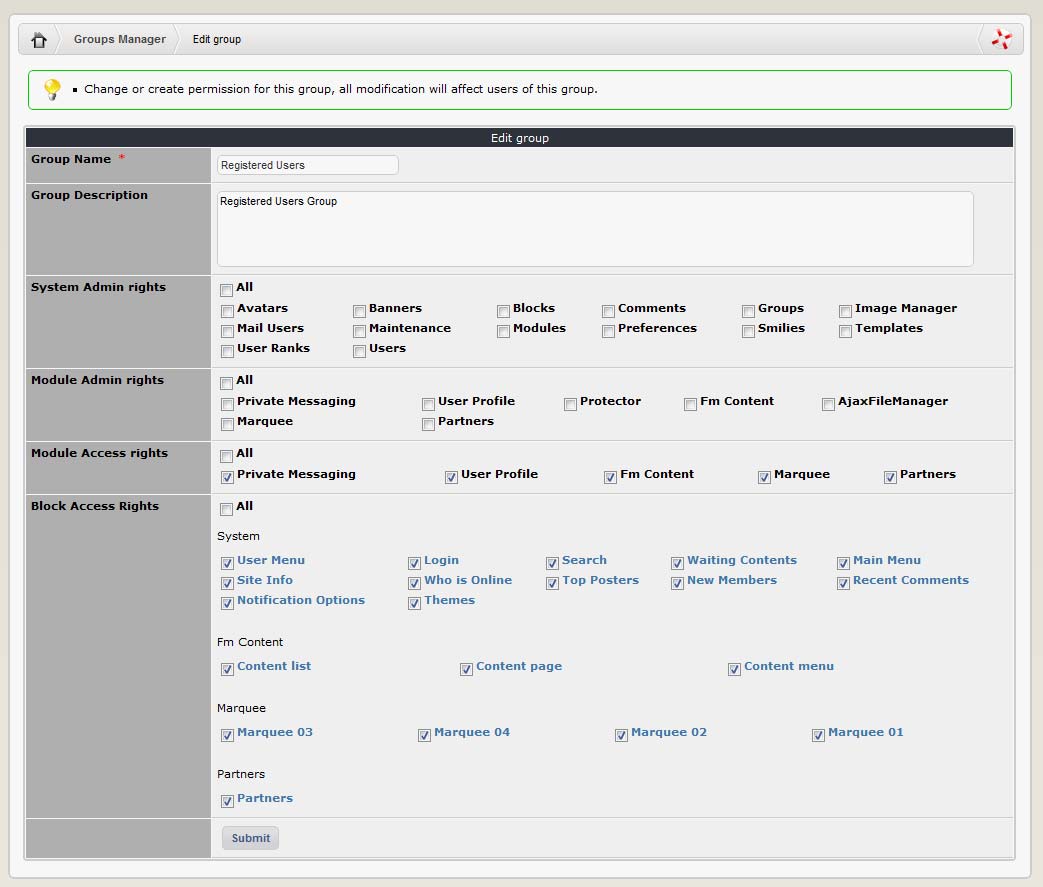 Groups Manager Edit group
Change or create permission for this group, all modification will affect users of this group.
Edit group
Group Name * Registered Users
Group Description Registered Users Group
System Admin rights All
Avatars Banners Blocks Comments Groups Image Manager
Mail Users Maintenance Modules Preferences Smilies Templates
User Ranks Users
Module Admin rights All
Private Messaging User Profile Protector Fm Content AjaxFileManager
Marquee Partners
Module Access rights All
Private Messaging User Profile Fm Content Marquee Partners
Block Access Rights All
System
User Menu Login Search Waiting Contents Main Menu
Site Info Who is Online Top Posters New Members Recent Comments
Notification Options Themes
Fm Content
Content list Content page Content menu
Marquee
Marquee 03 Marquee 04 Marquee 02 Marquee 01
Partners
Partners
Submit